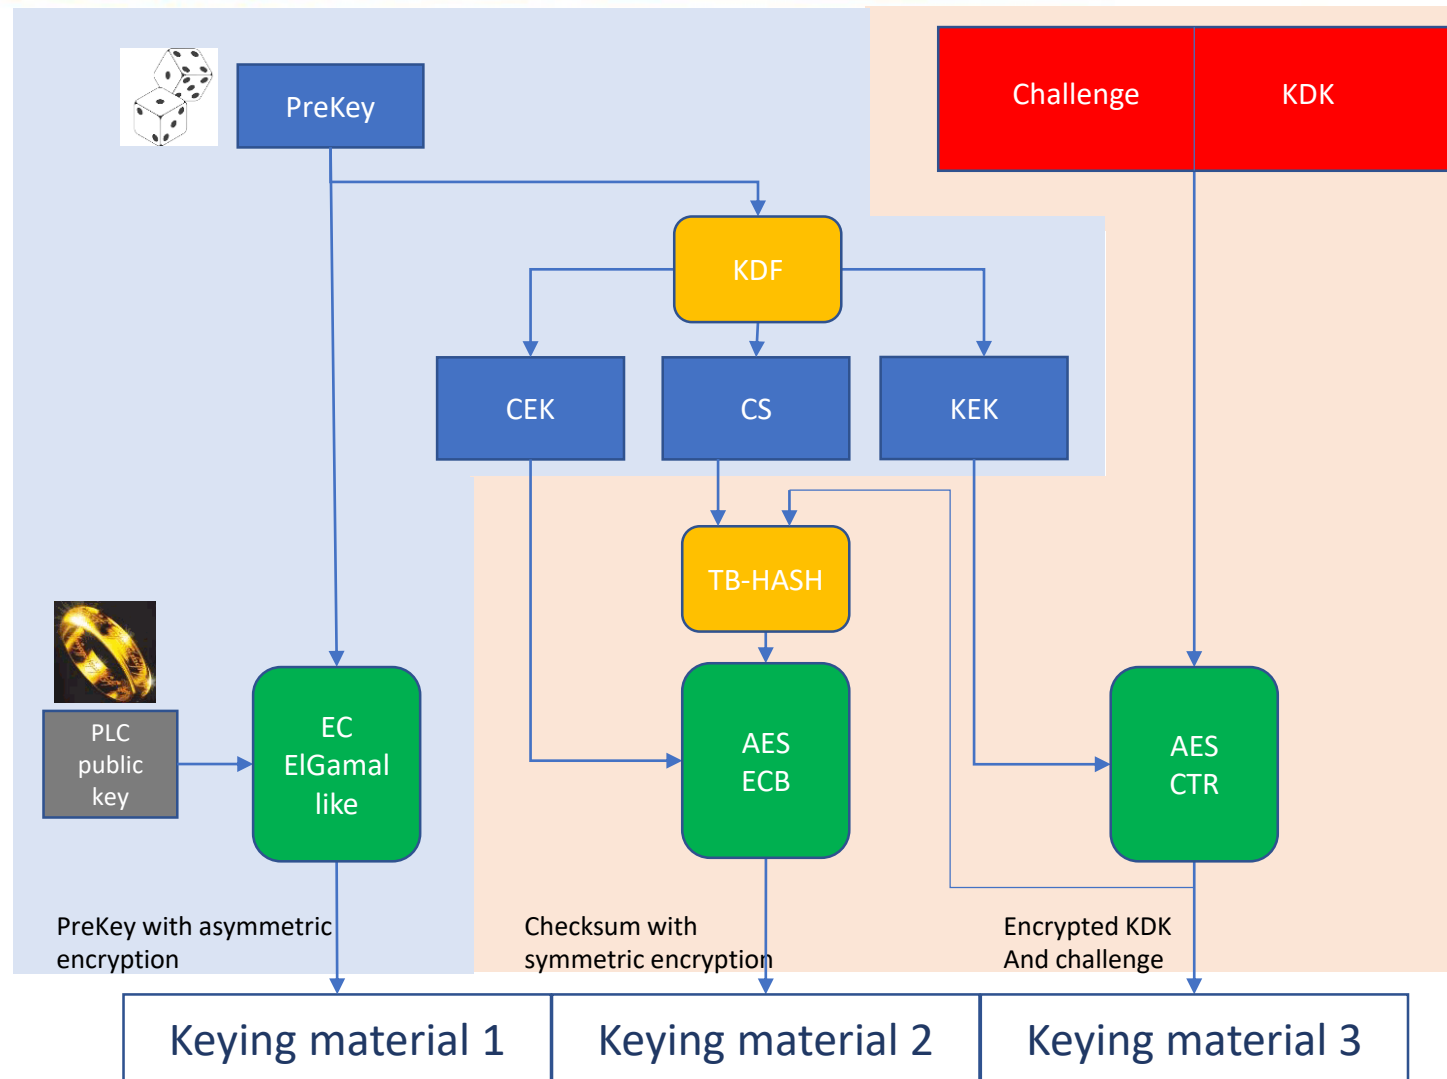 PreKey
Challenge
KDK
KDF
CEK
CS
KEK
TB-HASH
PLC
public
key
EC
ElGamal
like
AES
ECB
AES
CTR
PreKey with asymmetric
encryption
Checksum with
symmetric encryption
Encrypted KDK
And challenge
Keying material 1
Keying material 2
Keying material 3